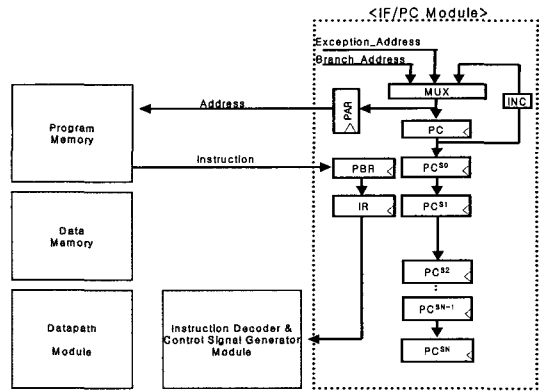 <IF/PC Module>
Exception_Address
Branch_Address
MUX
INC
Address
PAR
PC
Program
Memory
Instruction
PBR
PC^S0
IR
PC^S1
Data
Memory
PC^S2
:
Datapath
Module
Instruction Decoder &
Control Signal Generator
Module
PC^SN-1
PC^SN